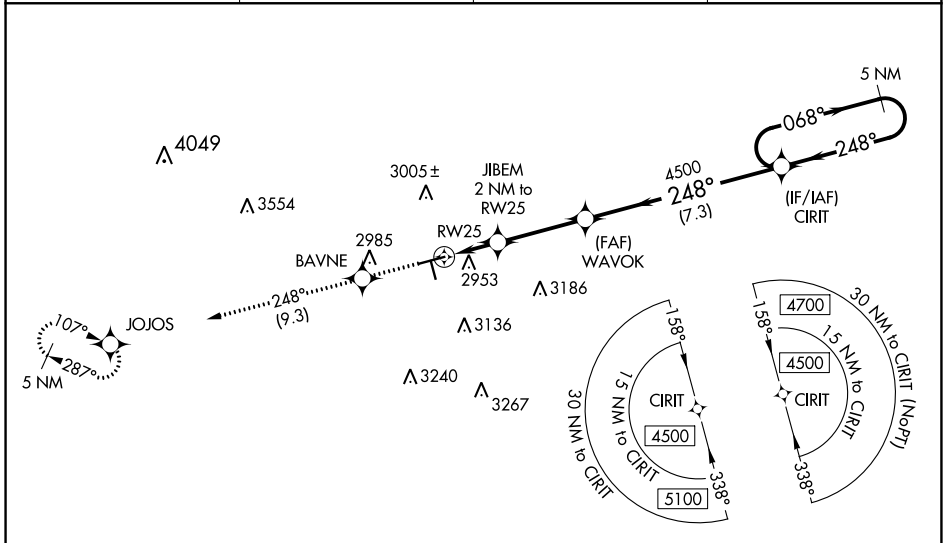 5 NM
068°
248°
4049
3005±
JIBEM
2 NM to
RW25
4500
248°
(7.3)
(IF/IAF)
CIRIT
3554
RW25
(FAF)
WAVOK
2985
BAVNE
2953
3186
248°
(9.3)
107°
JOJOS
287°
5 NM
3136
3240
3267
158°
15 NM to CIRIT
30 NM to CIRIT
CIRIT
4500
5100
338°
158°
4700
30 NM to CIRIT (NoPT)
15 NM to CIRIT
4500
CIRIT
338°